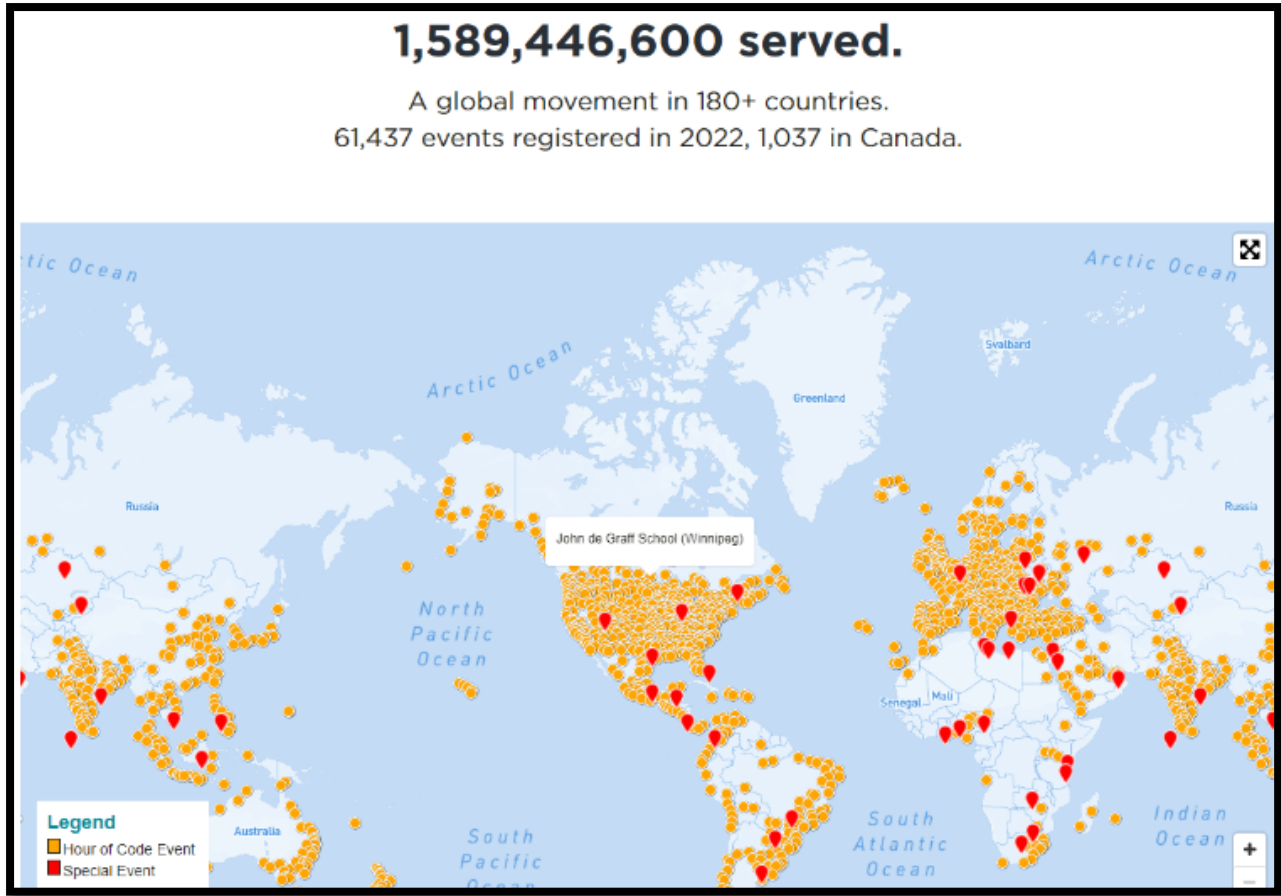 1,589,446,600 served.
A global movement in 180+ countries.
61,437 events registered in 2022, 1,037 in Canada.
tic Ocean
Arctic Ocean
Arctic Ocean
Svalbard
Greenland
Russia
Russia
John de Graff School (Winnipeg)
North
Pacific
Ocean
Senegal
Mali
Legend
Hour of Code Event
Special Event
Australia
South
Pacific
Ocean
South
Atlantic
Ocean
Indian
Ocean
+
−